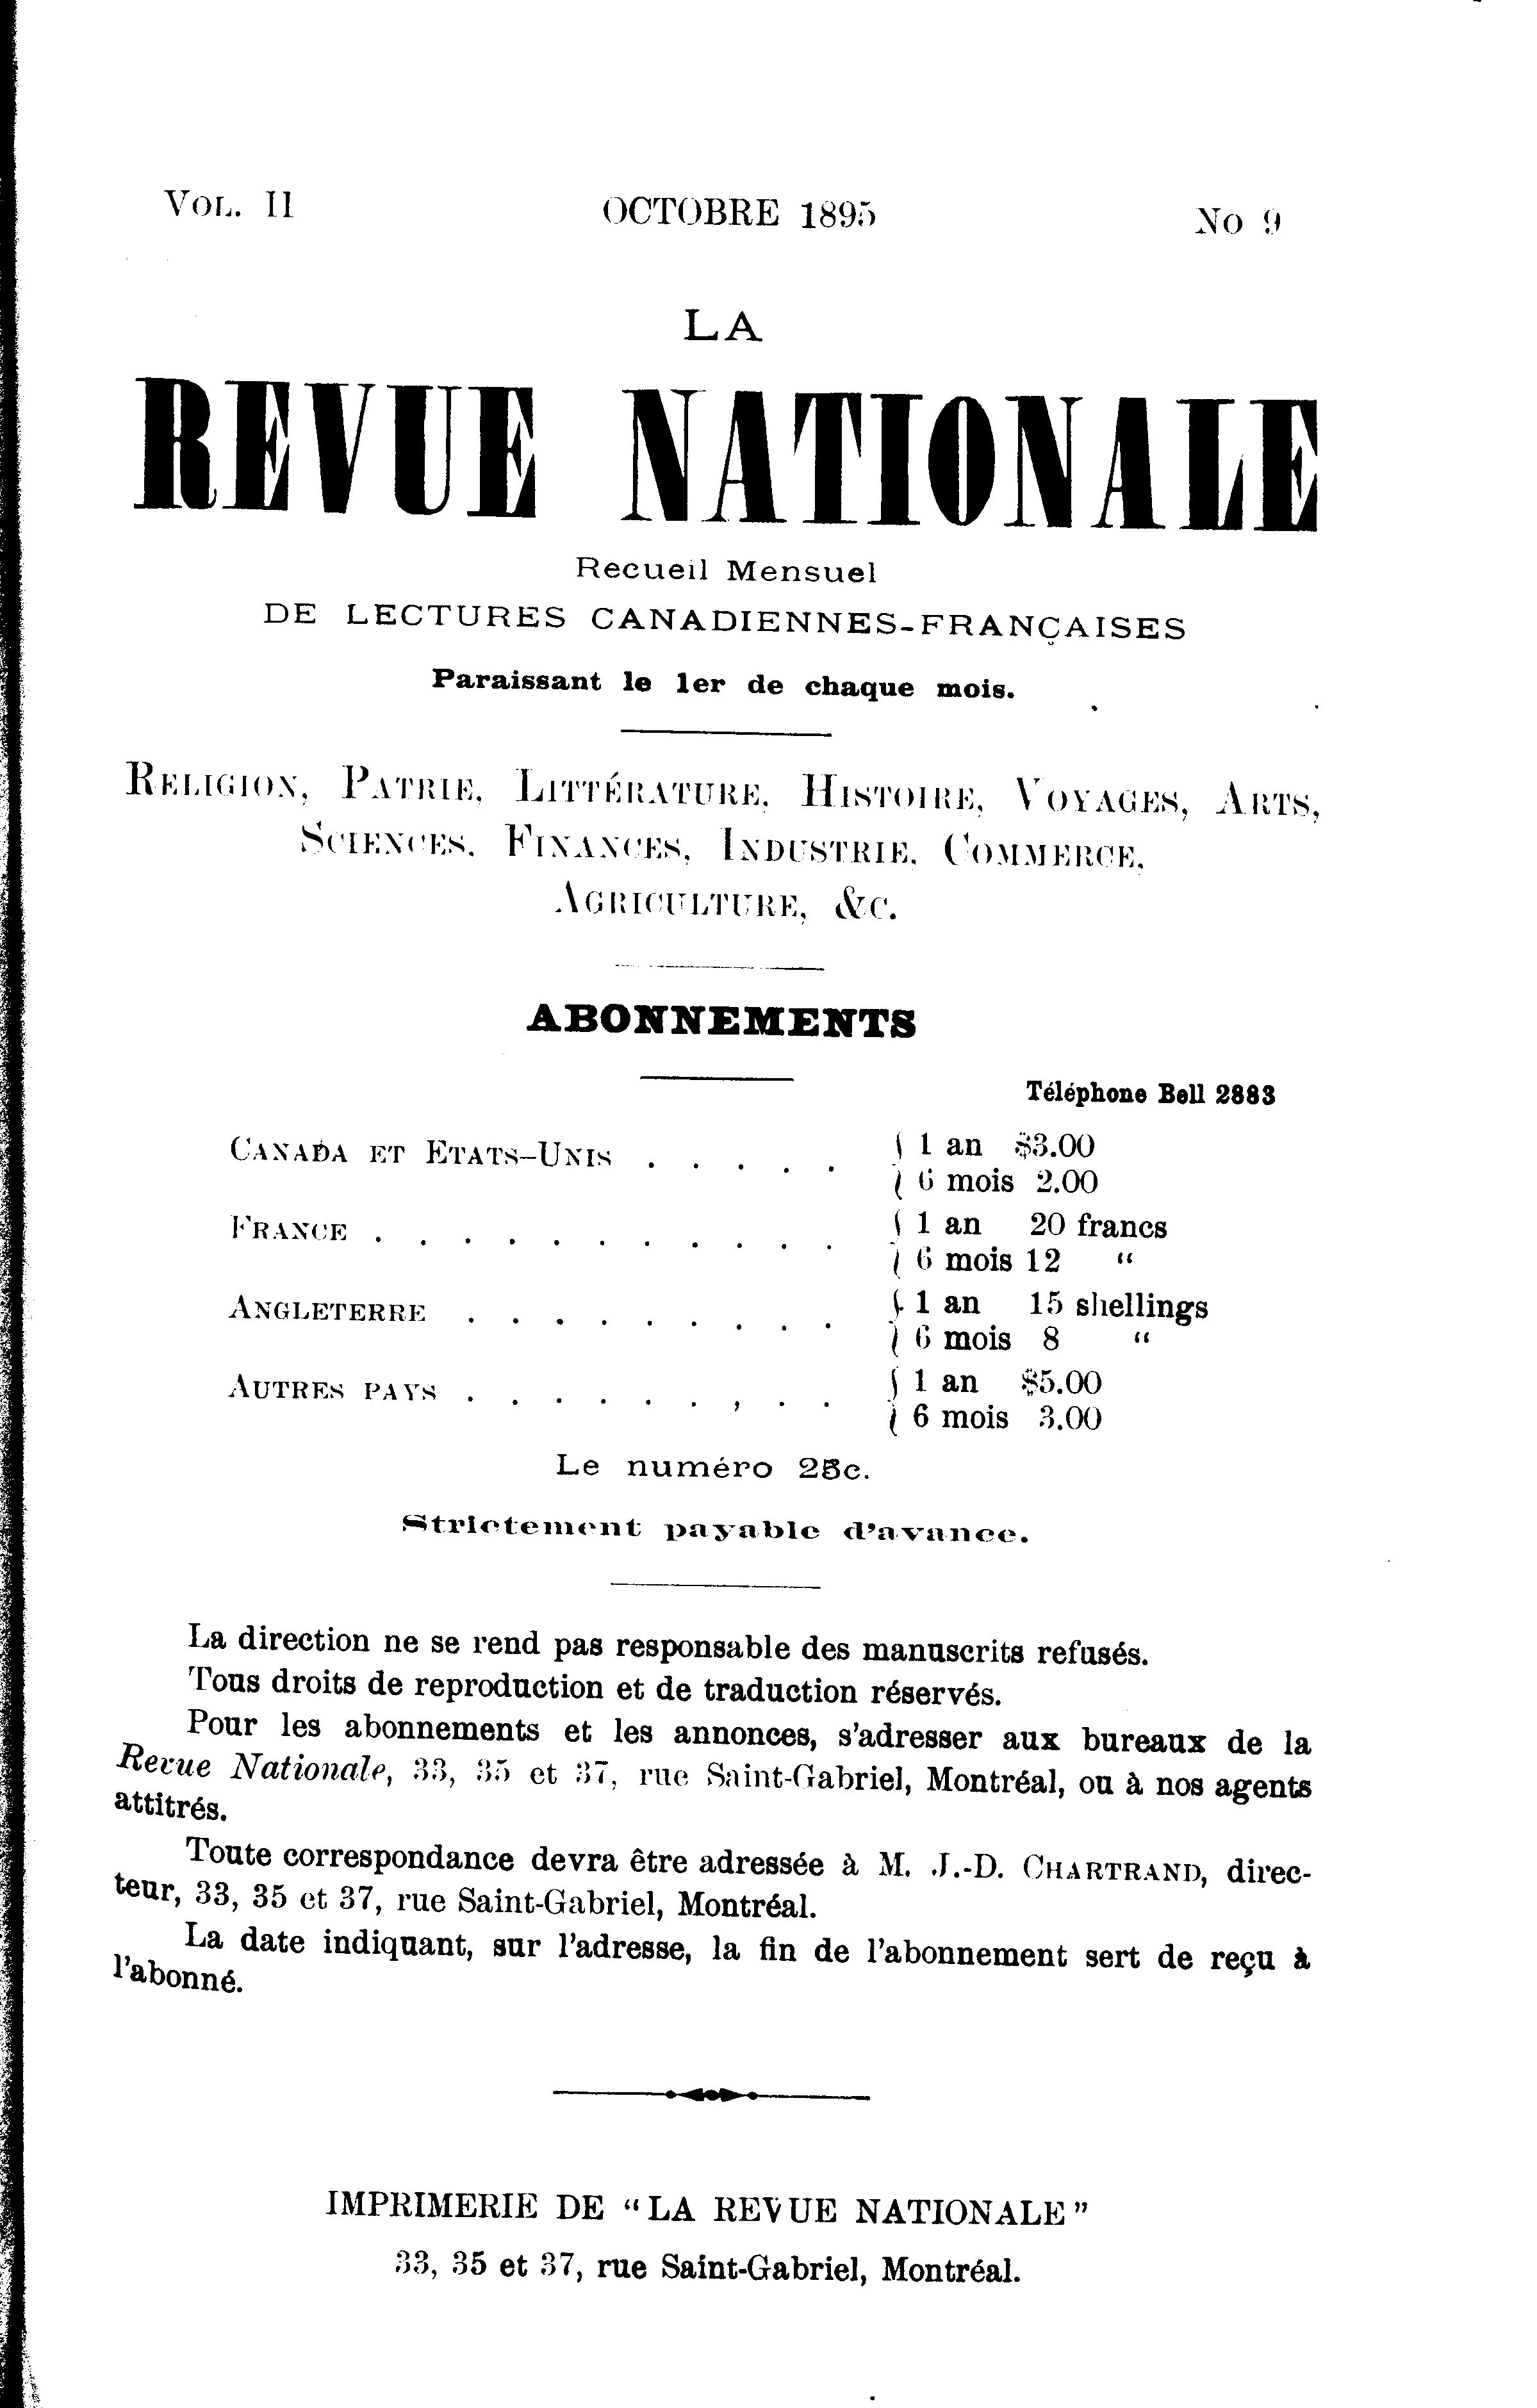 VOL. II OCTOBRE 1895 No 9
LA
REVUE NATIONALE
Recueil Mensuel
DE LECTURES CANADIENNES-FRANÇAISES
Paraissant le 1er de chaque mois.
RELIGION, PATRIE, LITTÉRATURE, HISTOIRE, VOYAGES, ARTS,
SCIENCES, FINANCES, INDUSTRIE, COMMERCE,
AGRICULTURE, &C.
ABONNEMENTS
Téléphone Bell 2883
CANADA ET ETATS-UNIS . . . . . { 1 an $3.00
6 mois 2.00
FRANCE . . . . . . . . . . . { 1 an 20 francs
6 mois 12 “
ANGLETERRE . . . . . . . . . { 1 an 15 shellings
6 mois 8 “
AUTRES PAYS . . . . . . , . . { 1 an $5.00
6 mois 3.00
Le numéro 25c.
Strictement payable d'avance.
La direction ne se rend pas responsable des manuscrits refusés.
Tous droits de reproduction et de traduction réservés.
Pour les abonnements et les annonces, s'adresser aux bureaux de la
Revue Nationale, 33, 35 et 37, rue Saint-Gabriel, Montréal, ou à nos agents
attitrés.
Toute correspondance devra être adressée à M. J.-D. CHARTRAND, direc-
teur, 33, 35 et 37, rue Saint-Gabriel, Montréal.
La date indiquant, sur l'adresse, la fin de l'abonnement sert de reçu à
l'abonné.
IMPRIMERIE DE “LA REVUE NATIONALE”
33, 35 et 37, rue Saint-Gabriel, Montréal.